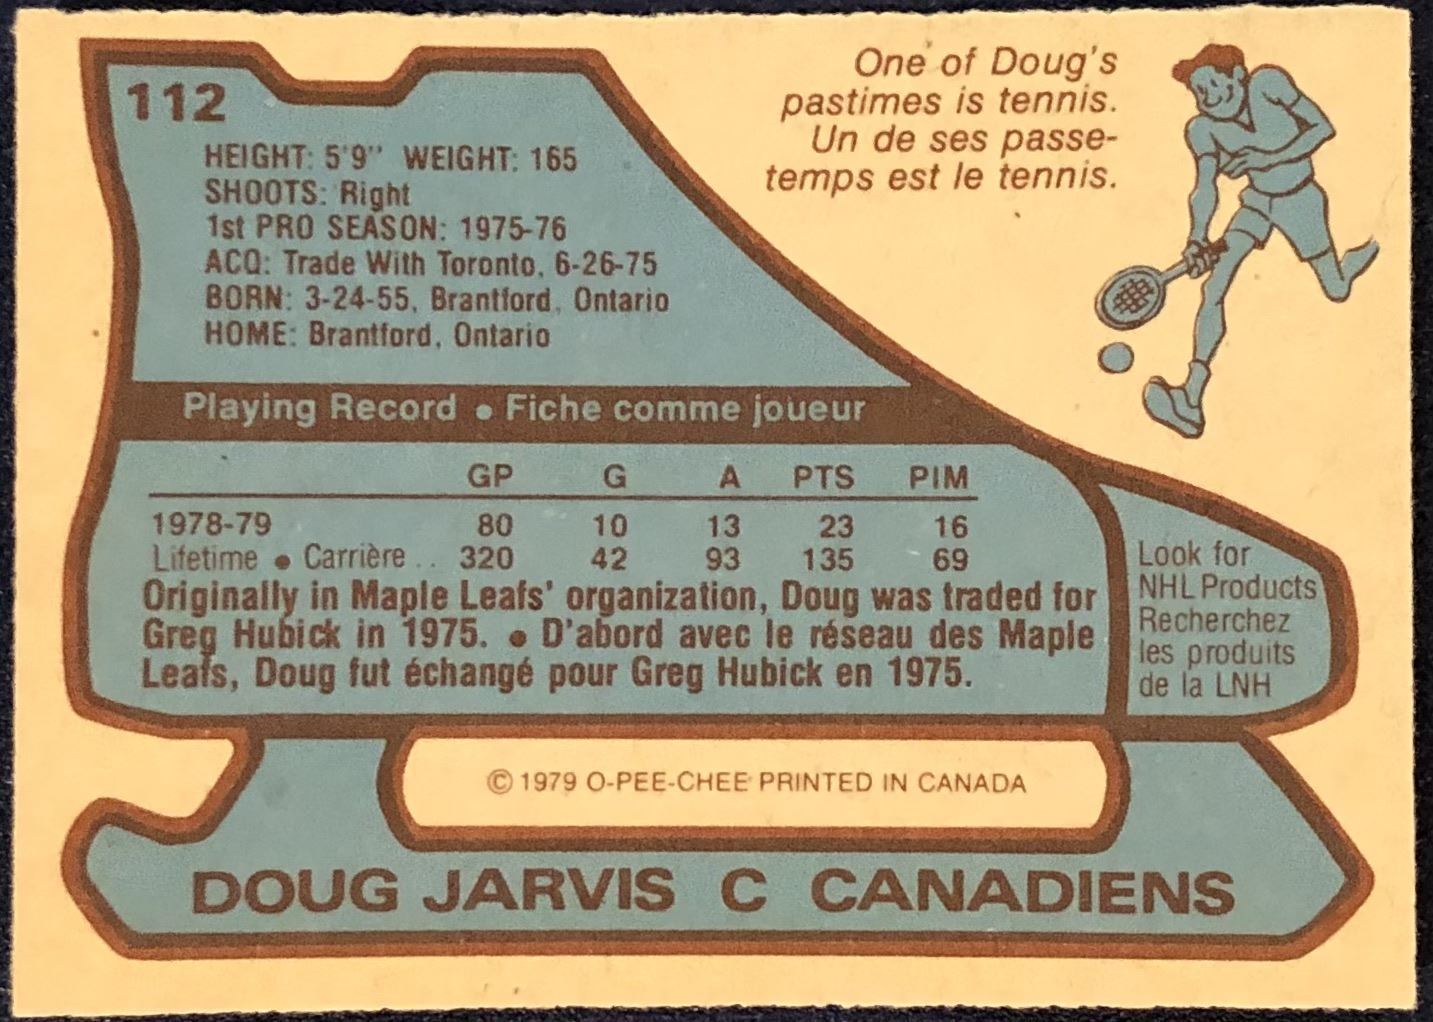 112
HEIGHT: 5'9" WEIGHT: 165
SHOOTS: Right
1st PRO SEASON: 1975-76
ACQ: Trade With Toronto, 6-26-75
BORN: 3-24-55, Brantford, Ontario
HOME: Brantford, Ontario
One of Doug's
pastimes is tennis.
Un de ses passe-
temps est le tennis.
Playing Record • Fiche comme joueur
GP G A PTS PIM
1978-79 80 10 13 23 16
Lifetime • Carrière .. 320 42 93 135 69
Originally in Maple Leafs' organization, Doug was traded for
Greg Hubick in 1975. • D'abord avec le réseau des Maple
Leafs, Doug fut échangé pour Greg Hubick en 1975.
Look for
NHL Products
Recherchez
les produits
de la LNH
© 1979 O-PEE-CHEE PRINTED IN CANADA
DOUG JARVIS C CANADIENS